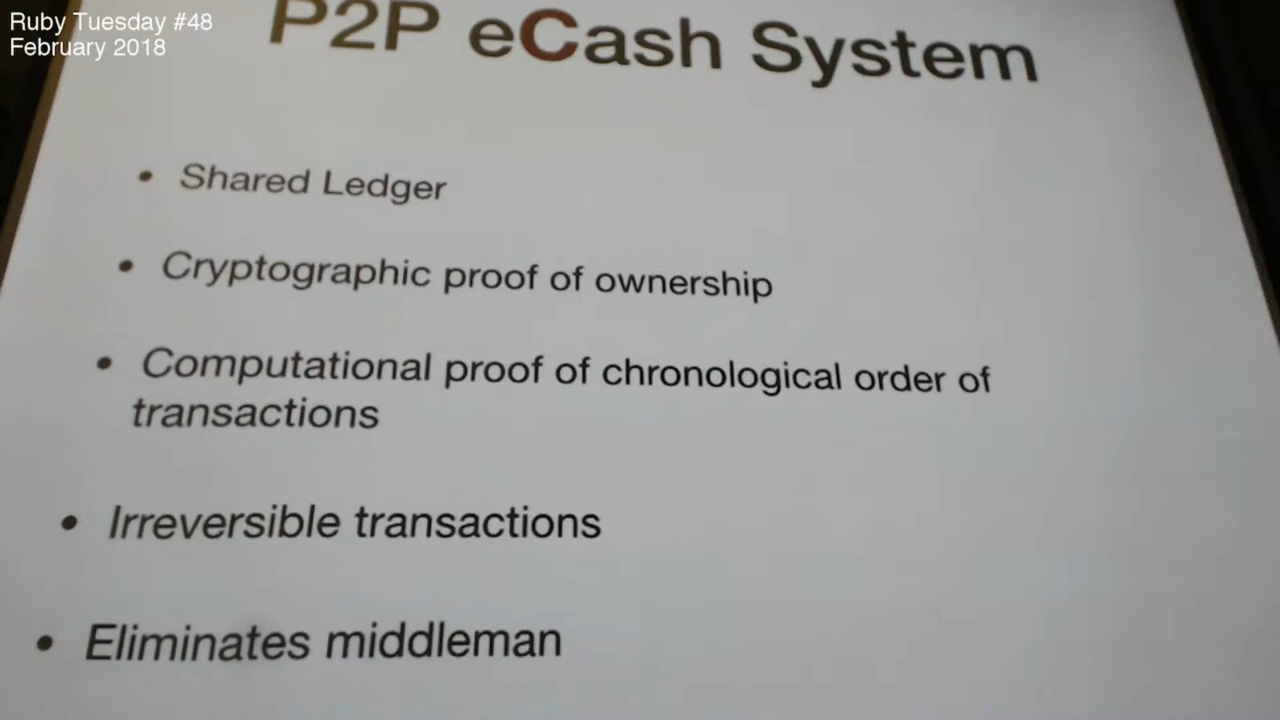 Ruby Tuesday #48
February 2018
P2P eCash System
• Shared Ledger
• Cryptographic proof of ownership
• Computational proof of chronological order of
transactions
• Irreversible transactions
• Eliminates middleman